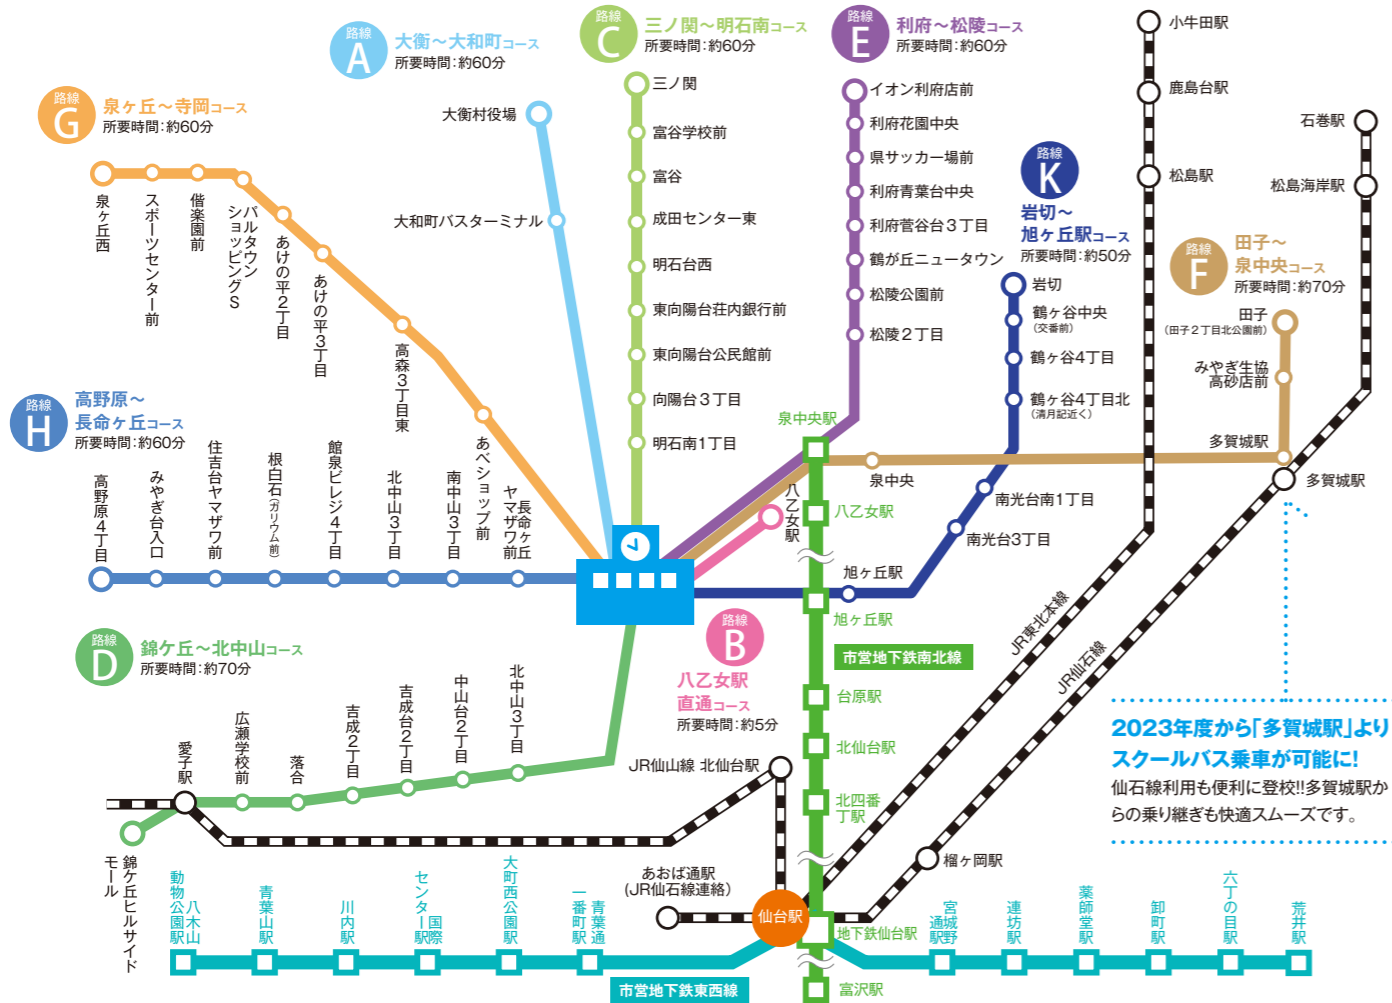 路線
A
大衡～大和町コース
所要時間：約60分
大衡村役場
大和町バスターミナル
路線
C
三ノ関～明石南コース
所要時間：約60分
三ノ関
富谷学校前
富谷
成田センター東
明石台西
東向陽台荘内銀行前
東向陽台公民館前
向陽台３丁目
明石南1丁目
路線
E
利府～松陵コース
所要時間：約60分
イオン利府店前
利府花園中央
県サッカー場前
利府青葉台中央
利府菅谷台３丁目
鶴が丘ニュータウン
松陵公園前
松陵２丁目
路線
K
岩切～
旭ヶ丘駅コース
所要時間：約50分
岩切
鶴ヶ谷中央
（交番前）
鶴ヶ谷4丁目
鶴ヶ谷4丁目北
（清月記近く）
南光台南1丁目
南光台3丁目
旭ヶ丘駅
路線
F
田子～
泉中央コース
所要時間：約70分
田子
（田子２丁目北公園前）
みやぎ生協
高砂店前
多賀城駅
泉中央
路線
G
泉ヶ丘～寺岡コース
所要時間：約60分
泉ヶ丘西
スポーツセンター前
偕楽園前
パルタウン
ショッピングＳ
あけの平２丁目
あけの平３丁目
高森３丁目東
あべショップ前
路線
H
高野原～
長命ヶ丘コース
所要時間：約60分
高野原４丁目
みやぎ台入口
住吉台ヤマザワ前
根白石（ガリウム前）
館泉ビレジ４丁目
北中山３丁目
南中山３丁目
長命ヶ丘
ヤマザワ前
路線
D
錦ケ丘～北中山コース
所要時間：約70分
錦ケ丘ヒルサイド
モール
愛子駅
広瀬学校前
落合
吉成２丁目
吉成台２丁目
中山台２丁目
北中山３丁目
路線
B
八乙女駅
直通コース
所要時間：約5分
八乙女駅
泉中央駅
八乙女駅
旭ヶ丘駅
市営地下鉄南北線
台原駅
北仙台駅
北四番
丁駅
地下鉄仙台駅
富沢駅
小牛田駅
鹿島台駅
松島駅
JR東北本線
石巻駅
松島海岸駅
多賀城駅
JR仙石線
榴ヶ岡駅
JR仙山線 北仙台駅
あおば通駅
（JR仙石線連絡）
仙台駅
2023年度から「多賀城駅」より
スクールバス乗車が可能に！
仙石線利用も便利に登校!!多賀城駅か
らの乗り継ぎも快適スムーズです。
八木山
動物公園駅
青葉山駅
川内駅
国際
センター駅
大町西公園駅
青葉通
一番町駅
市営地下鉄東西線
宮城野
通駅
連坊駅
薬師堂駅
卸町駅
六丁の目駅
荒井駅